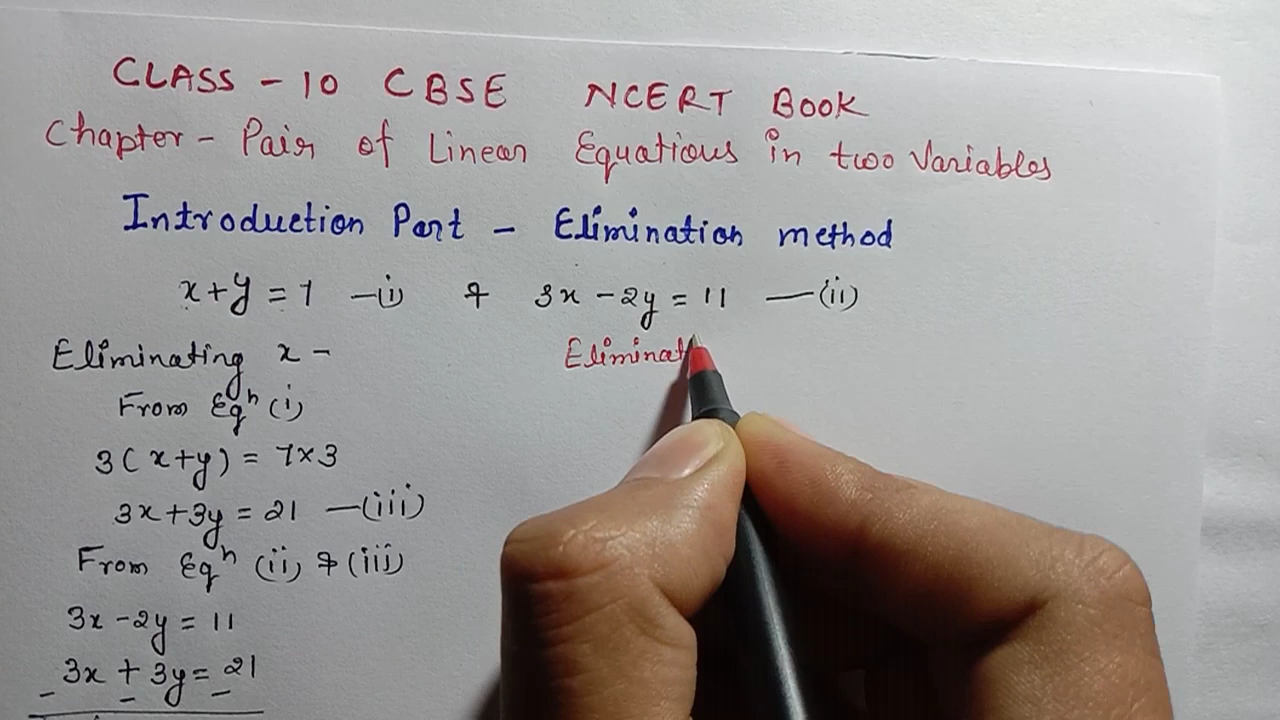 CLASS - 10 CBSE NCERT BOOK
Chapter - Pair of Linear Equations in two Variables
Introduction Part - Elimination method
x + y = 7 —(i) & 3x - 2y = 11 —(ii)
Eliminating x -
From Eqⁿ (i)
3(x+y) = 7×3
3x + 3y = 21 —(iii)
From Eqⁿ (ii) & (iii)
3x - 2y = 11
3x + 3y = 21
- - -
Eliminat